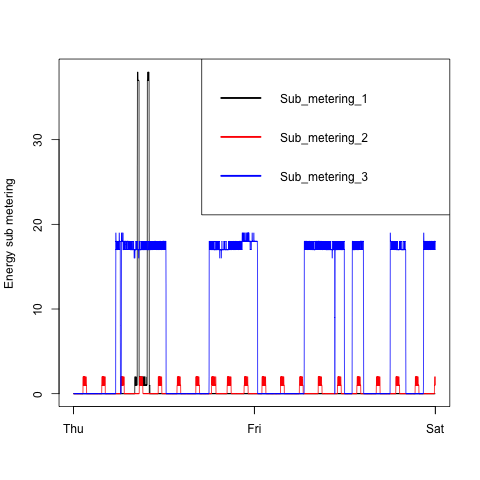 Sub_metering_1
Sub_metering_2
Sub_metering_3
Energy sub metering
30
20
10
0
Thu
Fri
Sat